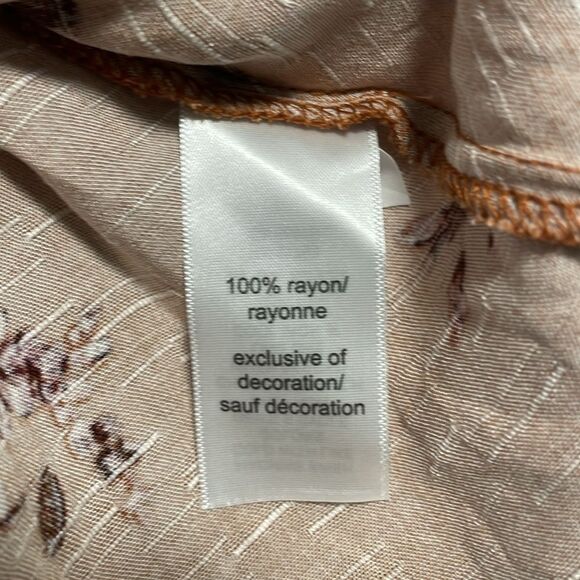 100% rayon/
rayonne
exclusive of
decoration/
sauf décoration